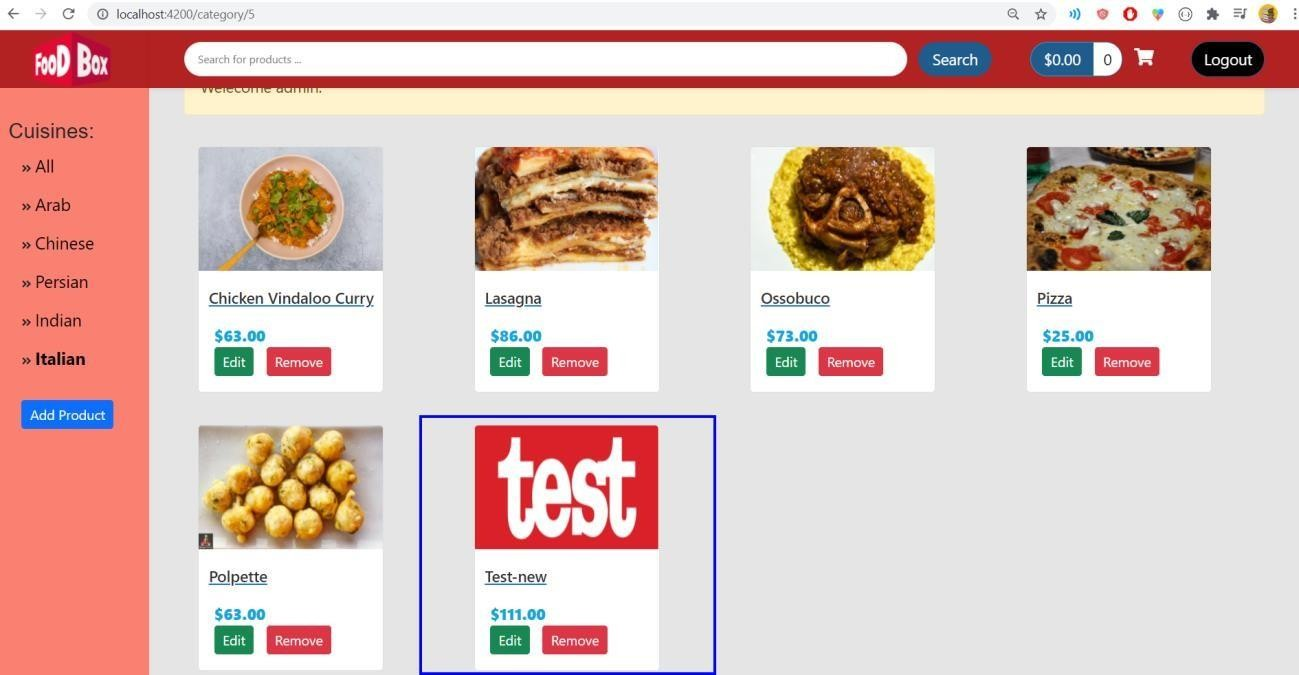 localhost:4200/category/5
FooD Box
Search for products ...
Search
$0.00 0
Logout
Welcome admin.
Cuisines:
» All
» Arab
» Chinese
» Persian
» Indian
» Italian
Add Product
Chicken Vindaloo Curry
$63.00
Edit Remove
Lasagna
$86.00
Edit Remove
Ossobuco
$73.00
Edit Remove
Pizza
$25.00
Edit Remove
Polpette
$63.00
Edit Remove
test
Test-new
$111.00
Edit Remove